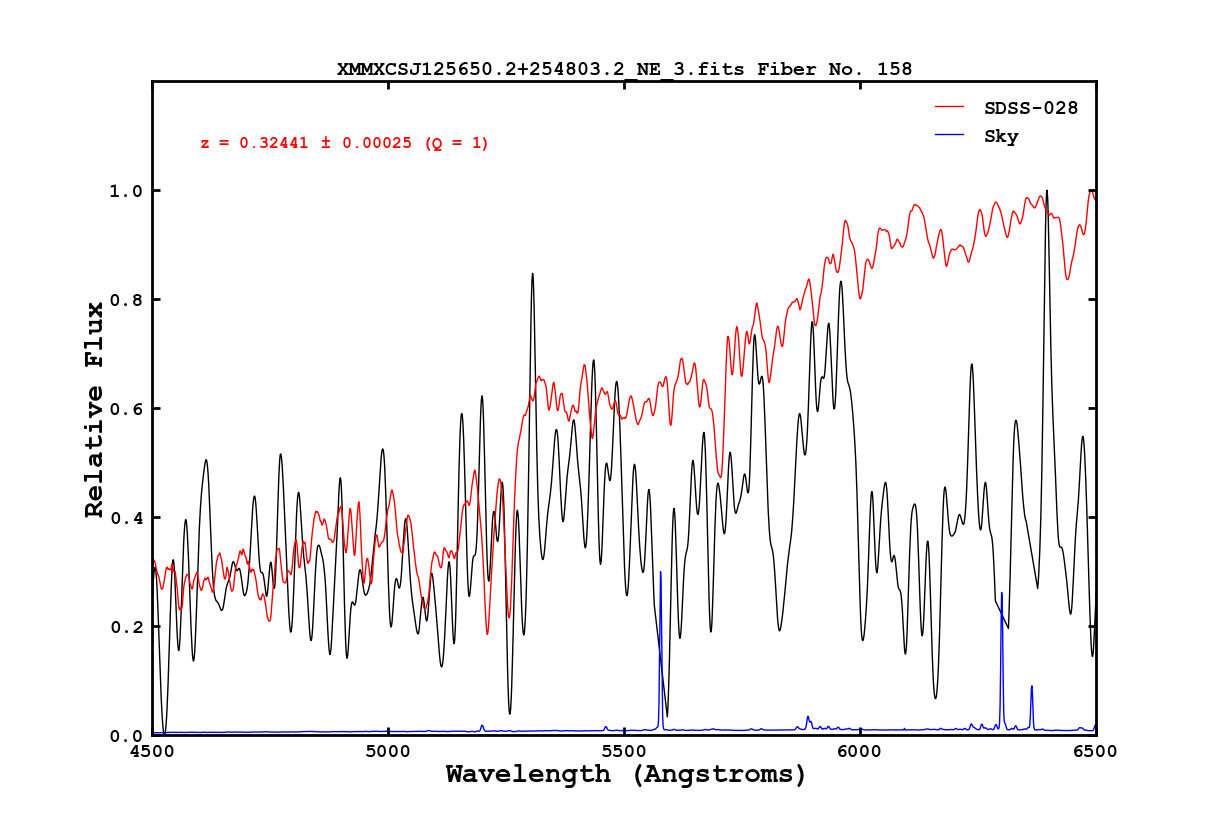 XMMXCSJ125650.2+254803.2_NE_3.fits Fiber No. 158
SDSS-028
Sky
z = 0.32441 ± 0.00025 (Q = 1)
1.0
0.8
0.6
0.4
0.2
0.0
Relative Flux
4500 5000 5500 6000 6500
Wavelength (Angstroms)